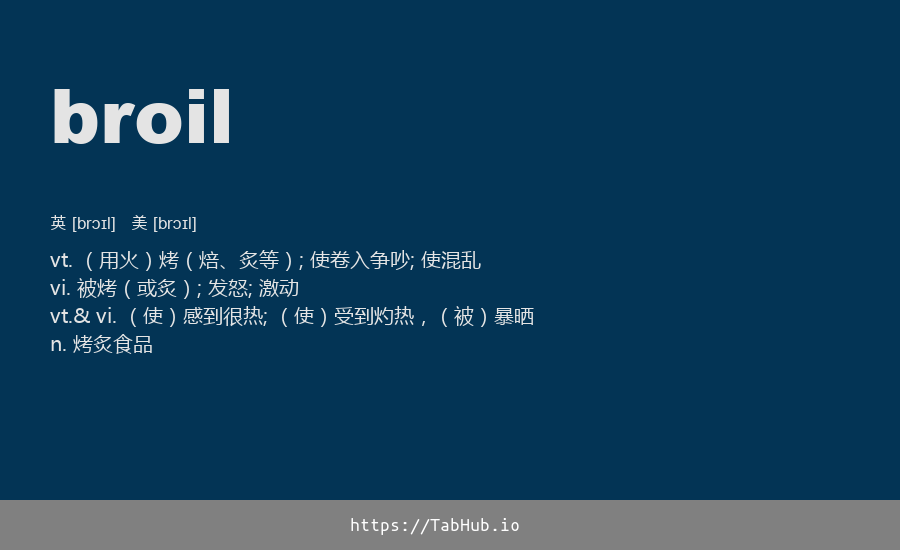 broil
英 [brɔɪl] 美 [brɔɪl]
vt. （用火）烤（焙、炙等）; 使卷入争吵; 使混乱
vi. 被烤（或炙）; 发怒; 激动
vt.& vi. （使）感到很热; （使）受到灼热，（被）暴晒
n. 烤炙食品
https://TabHub.io